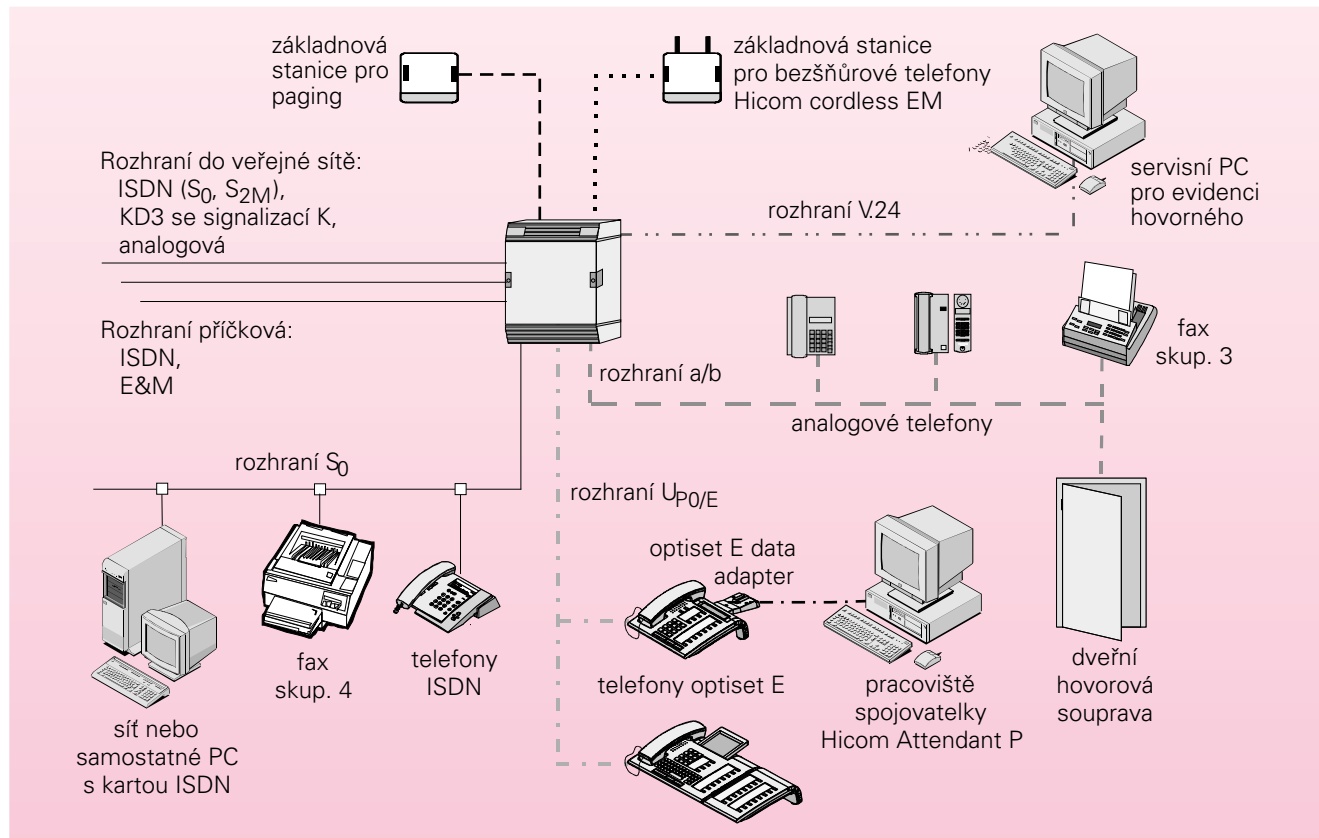 základnová
stanice pro
paging
základnová stanice
pro bezšňůrové telefony
Hicom cordless EM
servisní PC
pro evidenci
hovorného
Rozhraní do veřejné sítě:
ISDN (S0, S2M),
KD3 se signalizací K,
analogová
rozhraní V.24
Rozhraní příčková:
ISDN,
E&M
fax
skup. 3
rozhraní a/b
analogové telefony
rozhraní S0
rozhraní UP0/E
optiset E data
adapter
fax
skup. 4
telefony
ISDN
telefony optiset E
pracoviště
spojovatelky
Hicom Attendant P
dveřní
hovorová
souprava
síť nebo
samostatné PC
s kartou ISDN